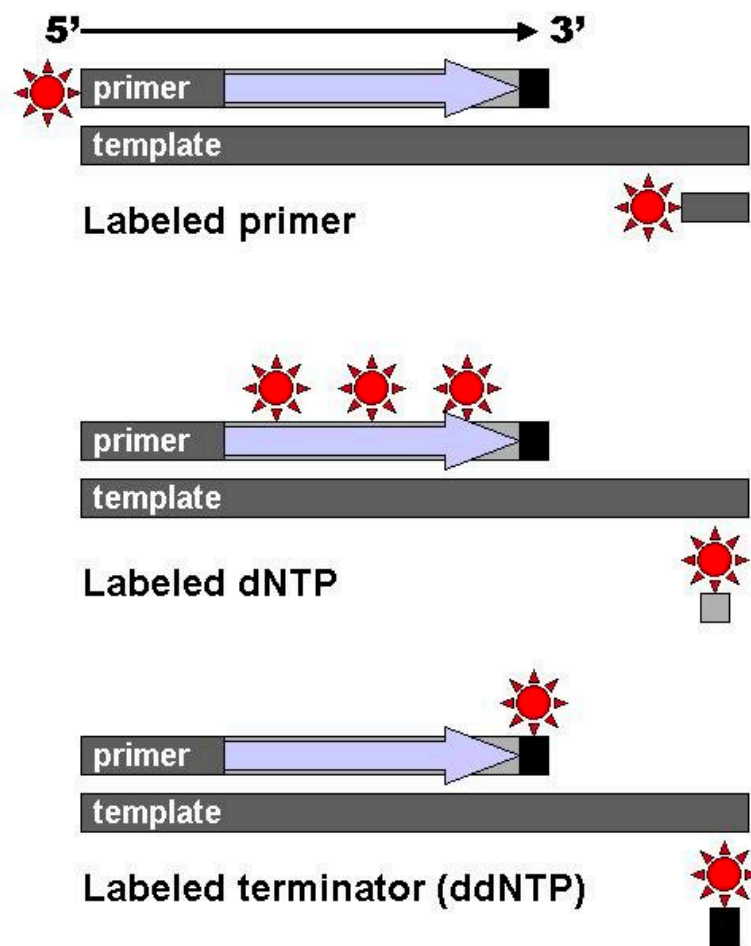 5’ 3’
primer
template
Labeled primer
primer
template
Labeled dNTP
primer
template
Labeled terminator (ddNTP)